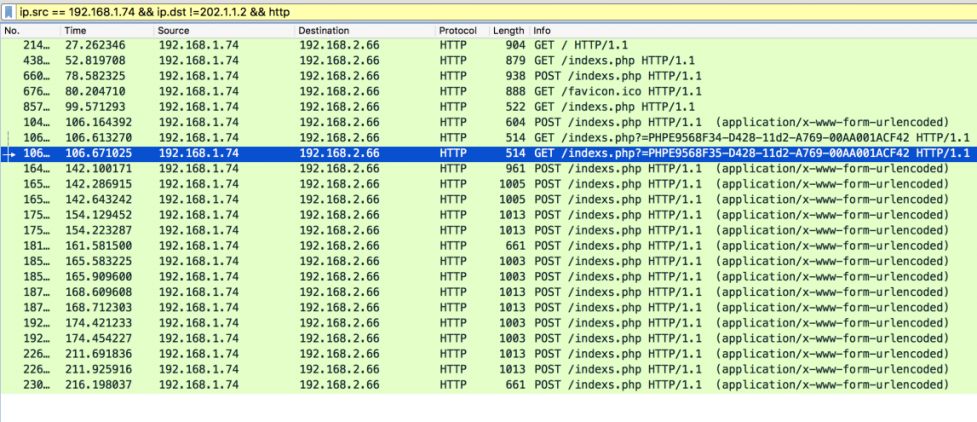 ip.src == 192.168.1.74 && ip.dst !=202.1.1.2 && http
No. Time Source Destination Protocol Length Info
214… 27.262346 192.168.1.74 192.168.2.66 HTTP 904 GET / HTTP/1.1
438… 52.819708 192.168.1.74 192.168.2.66 HTTP 879 GET /indexs.php HTTP/1.1
660… 78.582325 192.168.1.74 192.168.2.66 HTTP 938 POST /indexs.php HTTP/1.1
676… 80.204710 192.168.1.74 192.168.2.66 HTTP 888 GET /favicon.ico HTTP/1.1
857… 99.571293 192.168.1.74 192.168.2.66 HTTP 522 GET /indexs.php HTTP/1.1
104… 106.164392 192.168.1.74 192.168.2.66 HTTP 604 POST /indexs.php HTTP/1.1 (application/x-www-form-urlencoded)
106… 106.613270 192.168.1.74 192.168.2.66 HTTP 514 GET /indexs.php?=PHPE9568F34-D428-11d2-A769-00AA001ACF42 HTTP/1.1
106… 106.671025 192.168.1.74 192.168.2.66 HTTP 514 GET /indexs.php?=PHPE9568F35-D428-11d2-A769-00AA001ACF42 HTTP/1.1
164… 142.100171 192.168.1.74 192.168.2.66 HTTP 961 POST /indexs.php HTTP/1.1 (application/x-www-form-urlencoded)
165… 142.286915 192.168.1.74 192.168.2.66 HTTP 1005 POST /indexs.php HTTP/1.1 (application/x-www-form-urlencoded)
165… 142.643242 192.168.1.74 192.168.2.66 HTTP 1005 POST /indexs.php HTTP/1.1 (application/x-www-form-urlencoded)
175… 154.129452 192.168.1.74 192.168.2.66 HTTP 1013 POST /indexs.php HTTP/1.1 (application/x-www-form-urlencoded)
175… 154.223287 192.168.1.74 192.168.2.66 HTTP 1013 POST /indexs.php HTTP/1.1 (application/x-www-form-urlencoded)
181… 161.581500 192.168.1.74 192.168.2.66 HTTP 661 POST /indexs.php HTTP/1.1 (application/x-www-form-urlencoded)
185… 165.583225 192.168.1.74 192.168.2.66 HTTP 1003 POST /indexs.php HTTP/1.1 (application/x-www-form-urlencoded)
185… 165.909600 192.168.1.74 192.168.2.66 HTTP 1003 POST /indexs.php HTTP/1.1 (application/x-www-form-urlencoded)
187… 168.609608 192.168.1.74 192.168.2.66 HTTP 1013 POST /indexs.php HTTP/1.1 (application/x-www-form-urlencoded)
187… 168.712303 192.168.1.74 192.168.2.66 HTTP 1013 POST /indexs.php HTTP/1.1 (application/x-www-form-urlencoded)
192… 174.421233 192.168.1.74 192.168.2.66 HTTP 1003 POST /indexs.php HTTP/1.1 (application/x-www-form-urlencoded)
192… 174.454227 192.168.1.74 192.168.2.66 HTTP 1003 POST /indexs.php HTTP/1.1 (application/x-www-form-urlencoded)
226… 211.691836 192.168.1.74 192.168.2.66 HTTP 1013 POST /indexs.php HTTP/1.1 (application/x-www-form-urlencoded)
226… 211.925916 192.168.1.74 192.168.2.66 HTTP 1013 POST /indexs.php HTTP/1.1 (application/x-www-form-urlencoded)
230… 216.198037 192.168.1.74 192.168.2.66 HTTP 661 POST /indexs.php HTTP/1.1 (application/x-www-form-urlencoded)